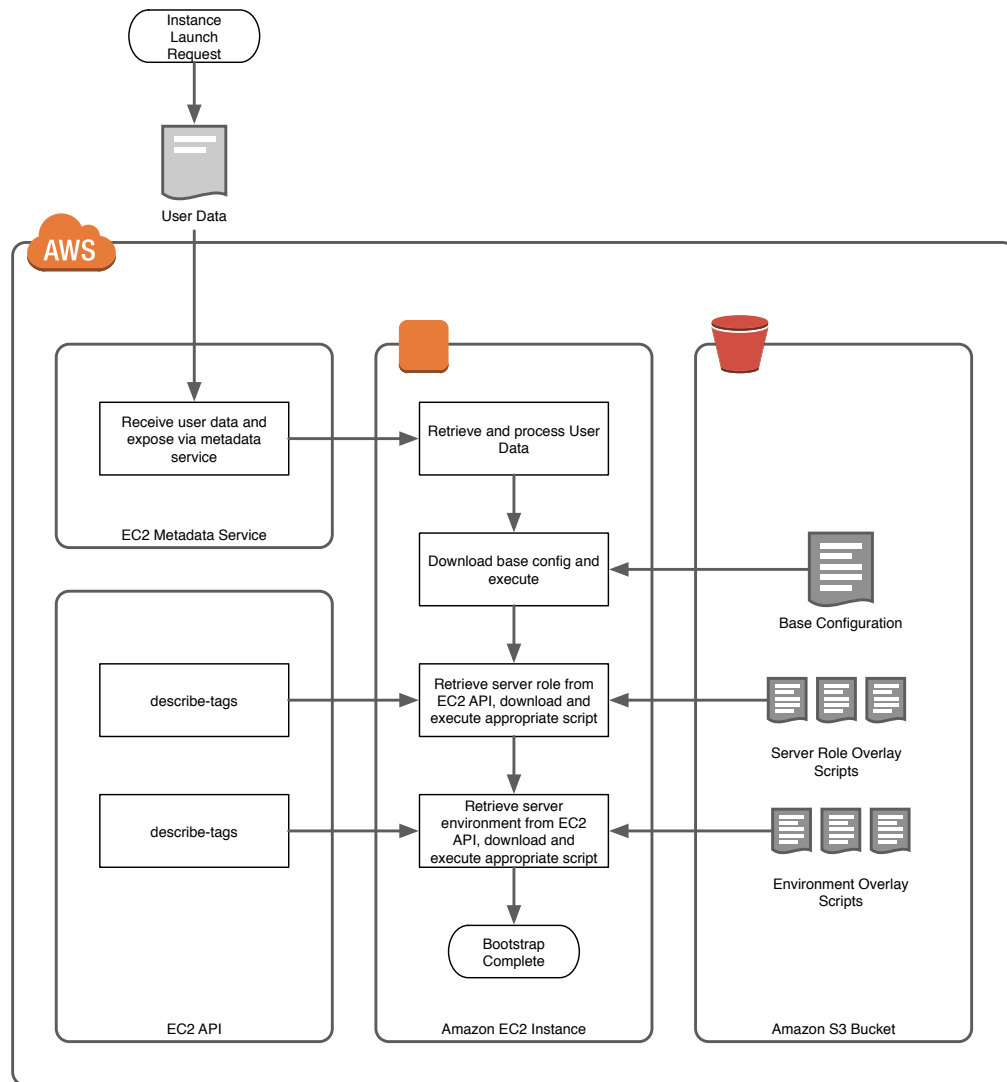 Instance
Launch
Request
User Data
AWS
Receive user data and
expose via metadata
service
EC2 Metadata Service
Retrieve and process User
Data
Download base config and
execute
Base Configuration
describe-tags
Retrieve server role from
EC2 API, download and
execute appropriate script
Server Role Overlay
Scripts
describe-tags
Retrieve server
environment from EC2
API, download and
execute appropriate script
Environment Overlay
Scripts
Bootstrap
Complete
EC2 API
Amazon EC2 Instance
Amazon S3 Bucket